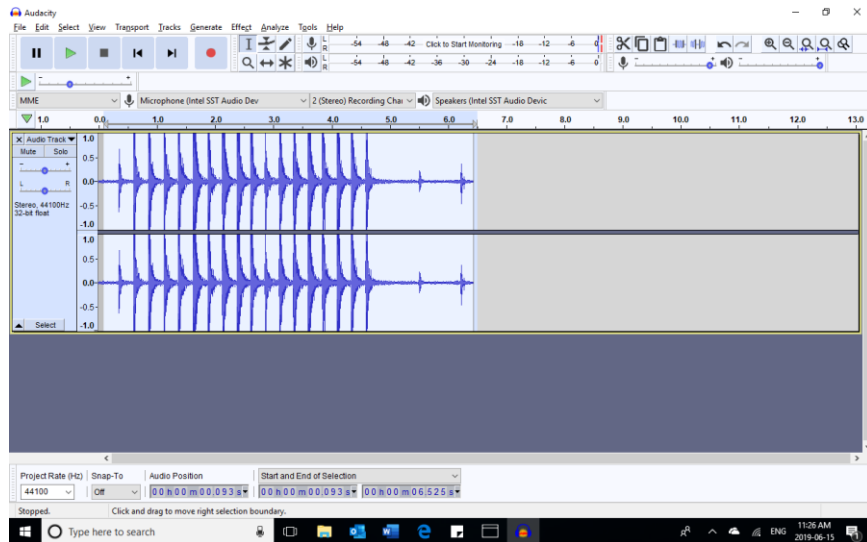 Audacity
File Edit Select View Transport Tracks Generate Effect Analyze Tools Help
L R -54 -48 -42 Click to Start Monitoring -18 -12 -6 0
L R -54 -48 -42 -36 -30 -24 -18 -12 -6 0
- +
- +
- +
MME Microphone (Intel SST Audio Dev 2 (Stereo) Recording Char Speakers (Intel SST Audio Devic
1.0 0.0 1.0 2.0 3.0 4.0 5.0 6.0 7.0 8.0 9.0 10.0 11.0 12.0 13.0
X Audio Track 1.0
Mute Solo
- + 0.5-
L R 0.0-
Stereo, 44100Hz -0.5-
32-bit float
-1.0
1.0
0.5-
0.0-
-0.5-
Select -1.0
Project Rate (Hz) Snap-To Audio Position Start and End of Selection
44100 Off 00 h 00 m 00.093 s 00 h 00 m 00.093 s 00 h 00 m 06.525 s
Stopped. Click and drag to move right selection boundary.
Type here to search ENG 11:26 AM
2019-06-15